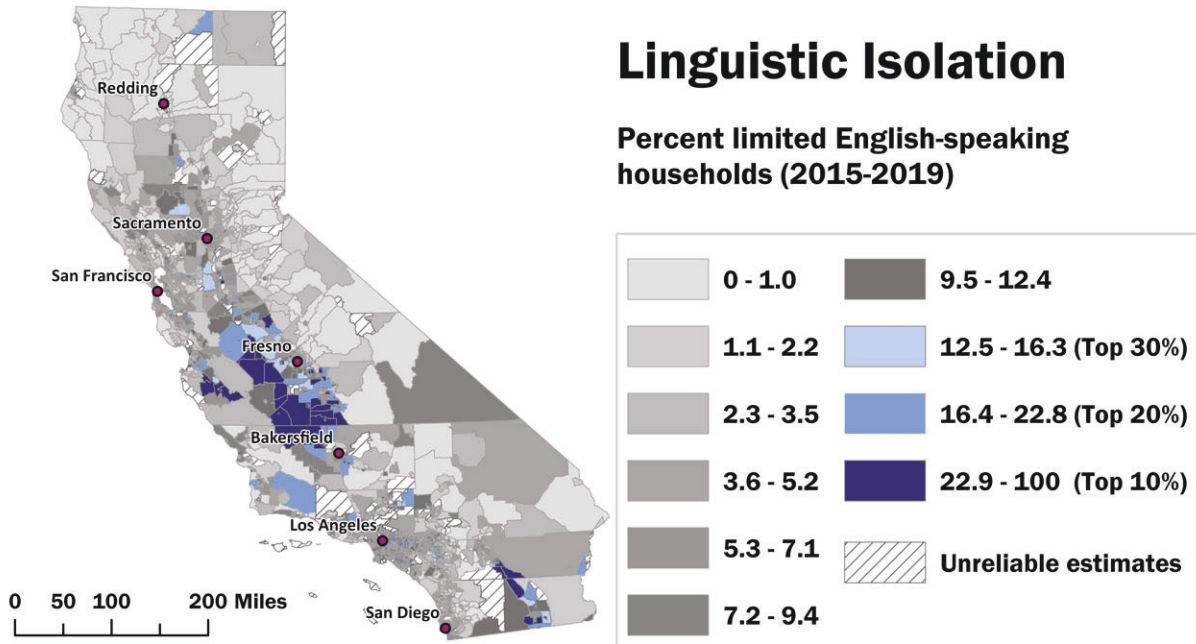 Linguistic Isolation
Percent limited English-speaking
households (2015-2019)
Redding
Sacramento
San Francisco
Fresno
Bakersfield
Los Angeles
San Diego
0 50 100 200 Miles
0 - 1.0
1.1 - 2.2
2.3 - 3.5
3.6 - 5.2
5.3 - 7.1
7.2 - 9.4
9.5 - 12.4
12.5 - 16.3 (Top 30%)
16.4 - 22.8 (Top 20%)
22.9 - 100 (Top 10%)
Unreliable estimates